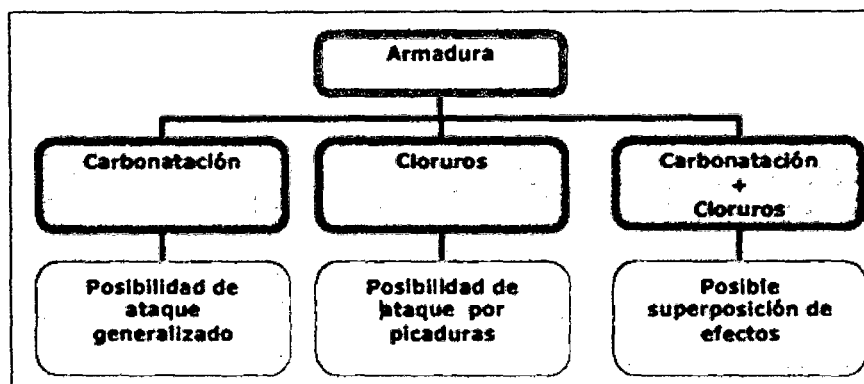 Armadura
Carbonatación
Cloruros
Carbonatación
+
Cloruros
Posibilidad de
ataque
generalizado
Posibilidad de
ataque por
picaduras
Posible
superposición de
efectos